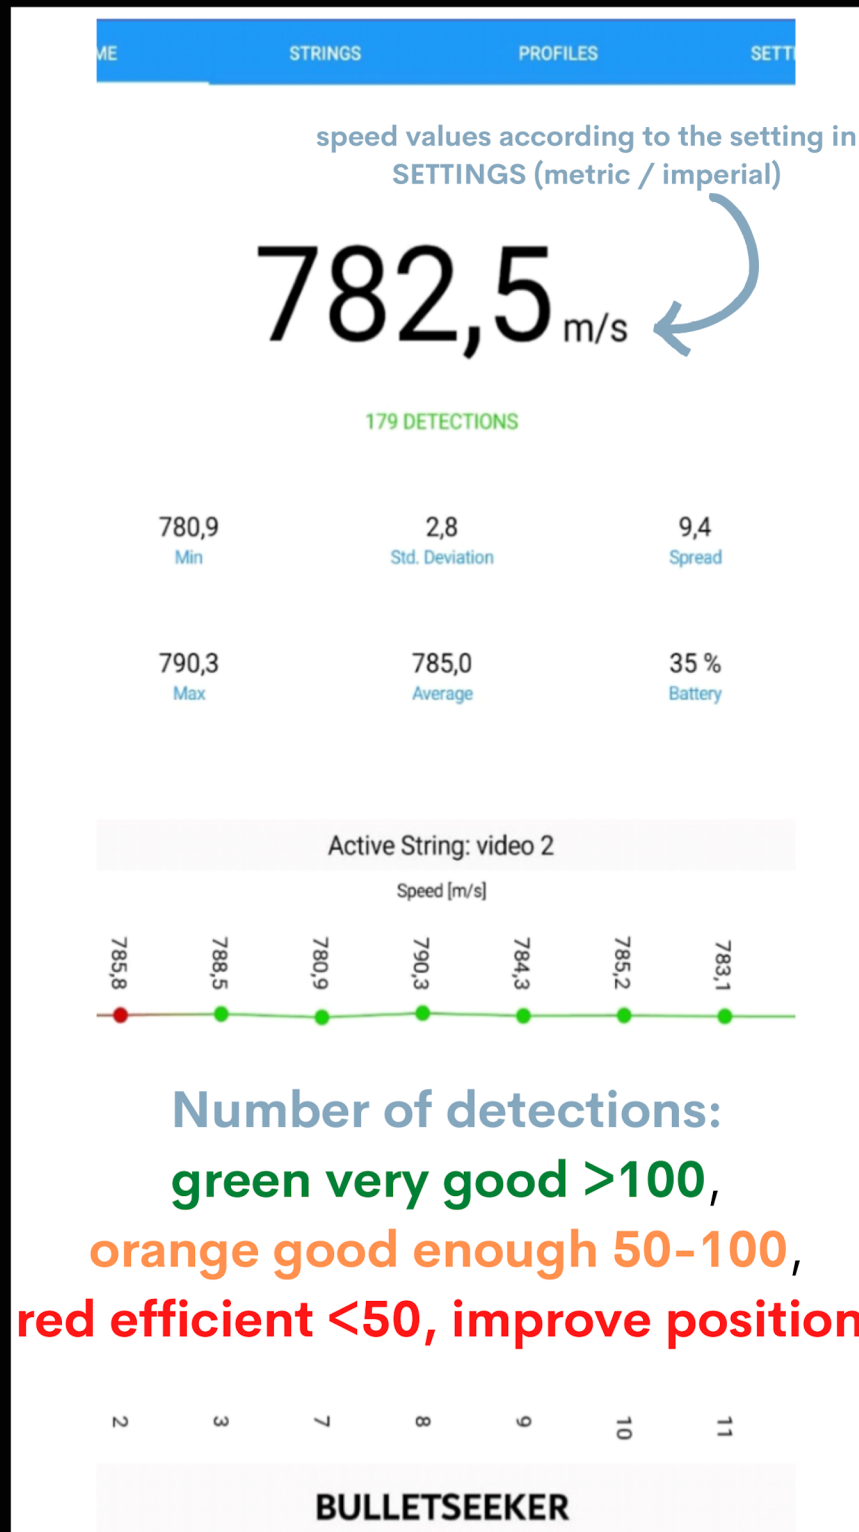 ME STRINGS PROFILES SETTI
speed values according to the setting in
SETTINGS (metric / imperial)
782,5 m/s
179 DETECTIONS
780,9 2,8 9,4
Min Std. Deviation Spread
790,3 785,0 35 %
Max Average Battery
Active String: video 2
Speed [m/s]
785,8 788,5 780,9 790,3 784,3 785,2 783,1
Number of detections:
green very good >100,
orange good enough 50-100,
red efficient <50, improve position
2 3 7 8 9 10 11
BULLETSEEKER